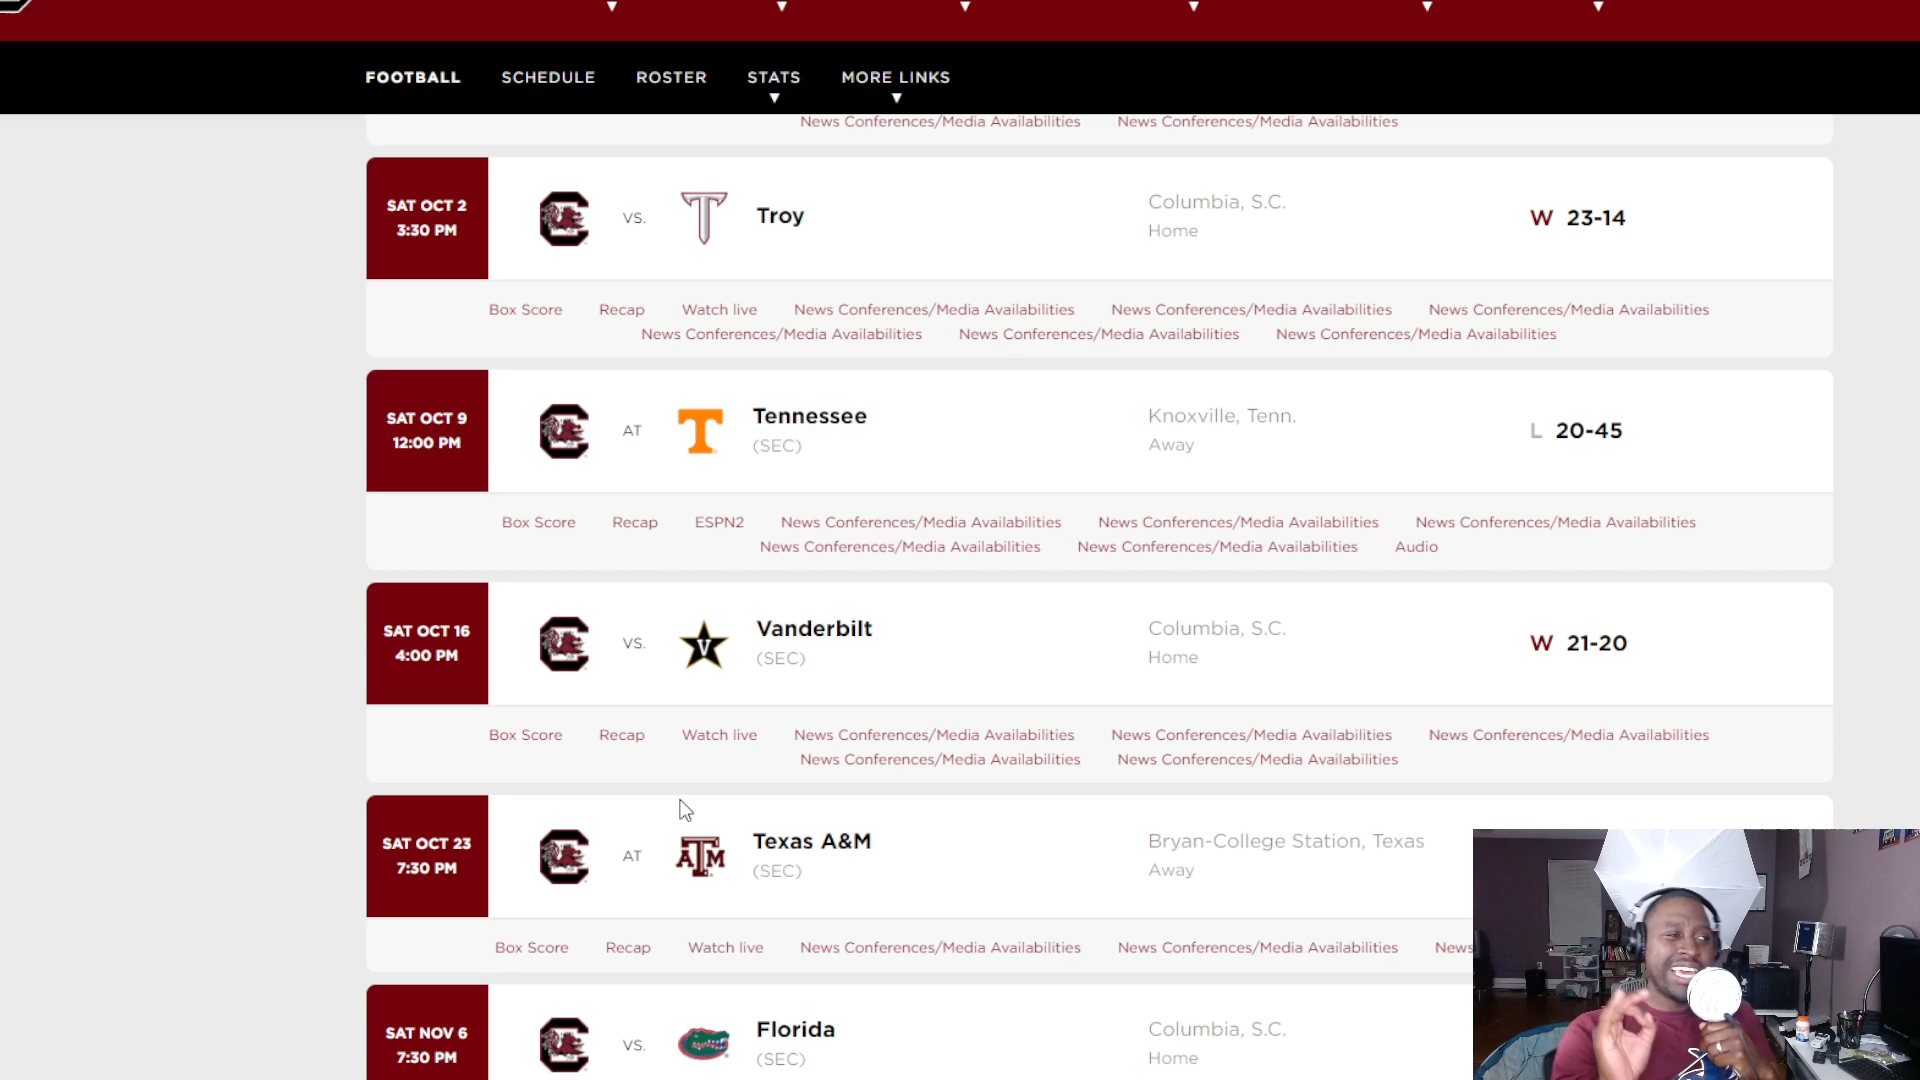 FOOTBALL SCHEDULE ROSTER STATS MORE LINKS
News Conferences/Media Availabilities News Conferences/Media Availabilities
SAT OCT 2
3:30 PM
VS.
Troy
Columbia, S.C.
Home
W 23-14
Box Score Recap Watch live News Conferences/Media Availabilities News Conferences/Media Availabilities News Conferences/Media Availabilities
News Conferences/Media Availabilities News Conferences/Media Availabilities News Conferences/Media Availabilities
SAT OCT 9
12:00 PM
AT
T
Tennessee
(SEC)
Knoxville, Tenn.
Away
L 20-45
Box Score Recap ESPN2 News Conferences/Media Availabilities News Conferences/Media Availabilities News Conferences/Media Availabilities
News Conferences/Media Availabilities News Conferences/Media Availabilities Audio
SAT OCT 16
4:00 PM
VS.
V
Vanderbilt
(SEC)
Columbia, S.C.
Home
W 21-20
Box Score Recap Watch live News Conferences/Media Availabilities News Conferences/Media Availabilities News Conferences/Media Availabilities
News Conferences/Media Availabilities News Conferences/Media Availabilities
SAT OCT 23
7:30 PM
AT
ATM
Texas A&M
(SEC)
Bryan-College Station, Texas
Away
Box Score Recap Watch live News Conferences/Media Availabilities News Conferences/Media Availabilities News
SAT NOV 6
7:30 PM
VS.
Florida
(SEC)
Columbia, S.C.
Home